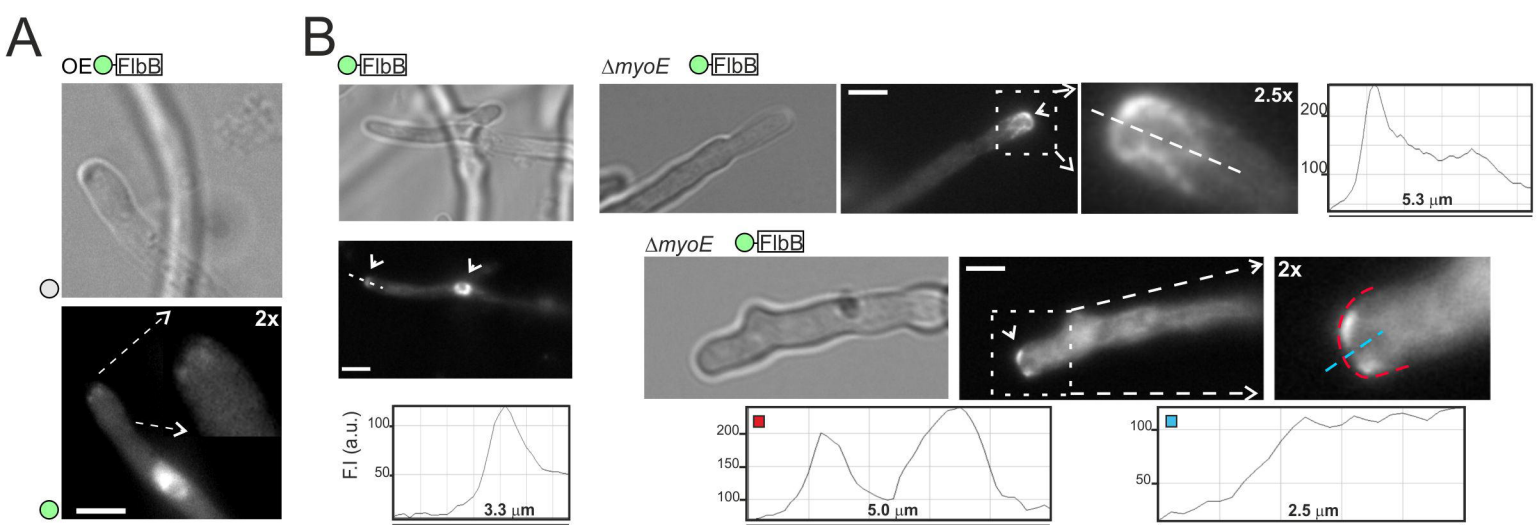 A
OE FlbB
2x
B
FlbB
F.I (a.u.)
100
50
3.3 μm
ΔmyoE FlbB
2.5x
200
100
5.3 μm
ΔmyoE FlbB
2x
200
150
100
5.0 μm
100
50
2.5 μm